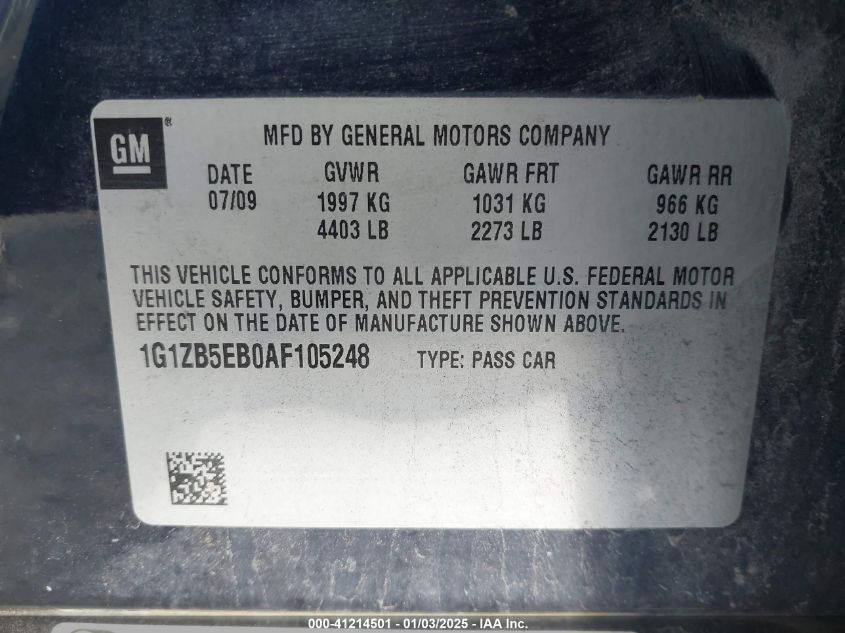 GM®
MFD BY GENERAL MOTORS COMPANY
DATE GVWR GAWR FRT GAWR RR
07/09 1997 KG 1031 KG 966 KG
4403 LB 2273 LB 2130 LB
THIS VEHICLE CONFORMS TO ALL APPLICABLE U.S. FEDERAL MOTOR
VEHICLE SAFETY, BUMPER, AND THEFT PREVENTION STANDARDS IN
EFFECT ON THE DATE OF MANUFACTURE SHOWN ABOVE.
1G1ZB5EB0AF105248 TYPE: PASS CAR
000-41214501 - 01/03/2025 - IAA Inc.